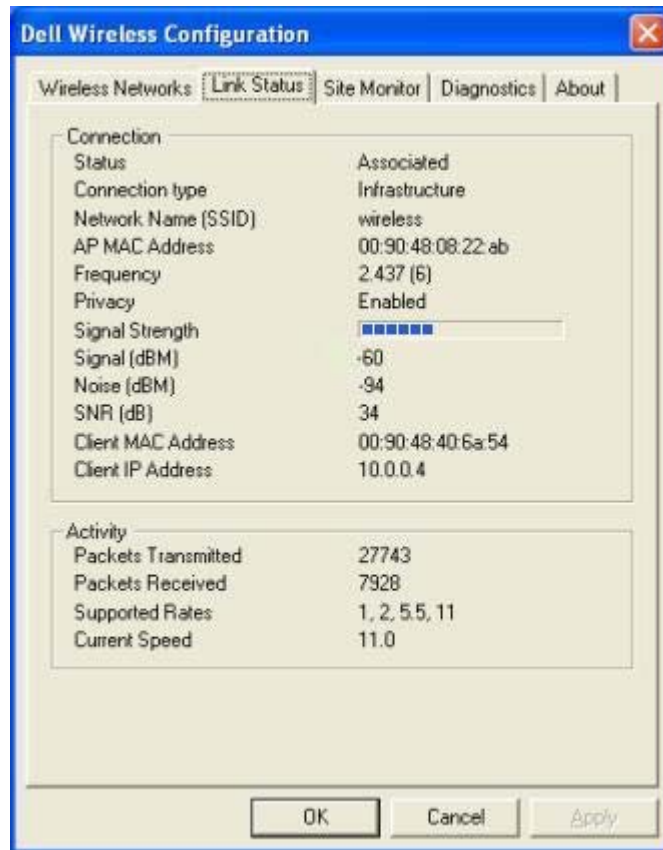 Dell Wireless Configuration
Wireless Networks Link Status Site Monitor Diagnostics About
Connection
Status Associated
Connection type Infrastructure
Network Name (SSID) wireless
AP MAC Address 00:90:48:08:22:ab
Frequency 2.437 (6)
Privacy Enabled
Signal Strength
Signal (dBM) -60
Noise (dBM) -94
SNR (dB) 34
Client MAC Address 00:90:48:40:6a:54
Client IP Address 10.0.0.4
Activity
Packets Transmitted 27743
Packets Received 7928
Supported Rates 1, 2, 5.5, 11
Current Speed 11.0
OK Cancel Apply